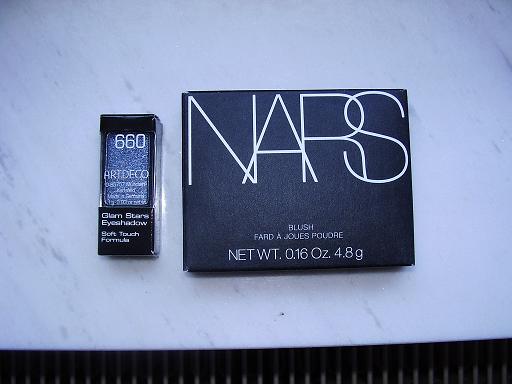 660
ARTDECO
Glam Stars
Eyeshadow
Soft Touch
Formula
NARS
BLUSH
FARD À JOUES POUDRE
NET WT. 0.16 Oz. 4.8 g